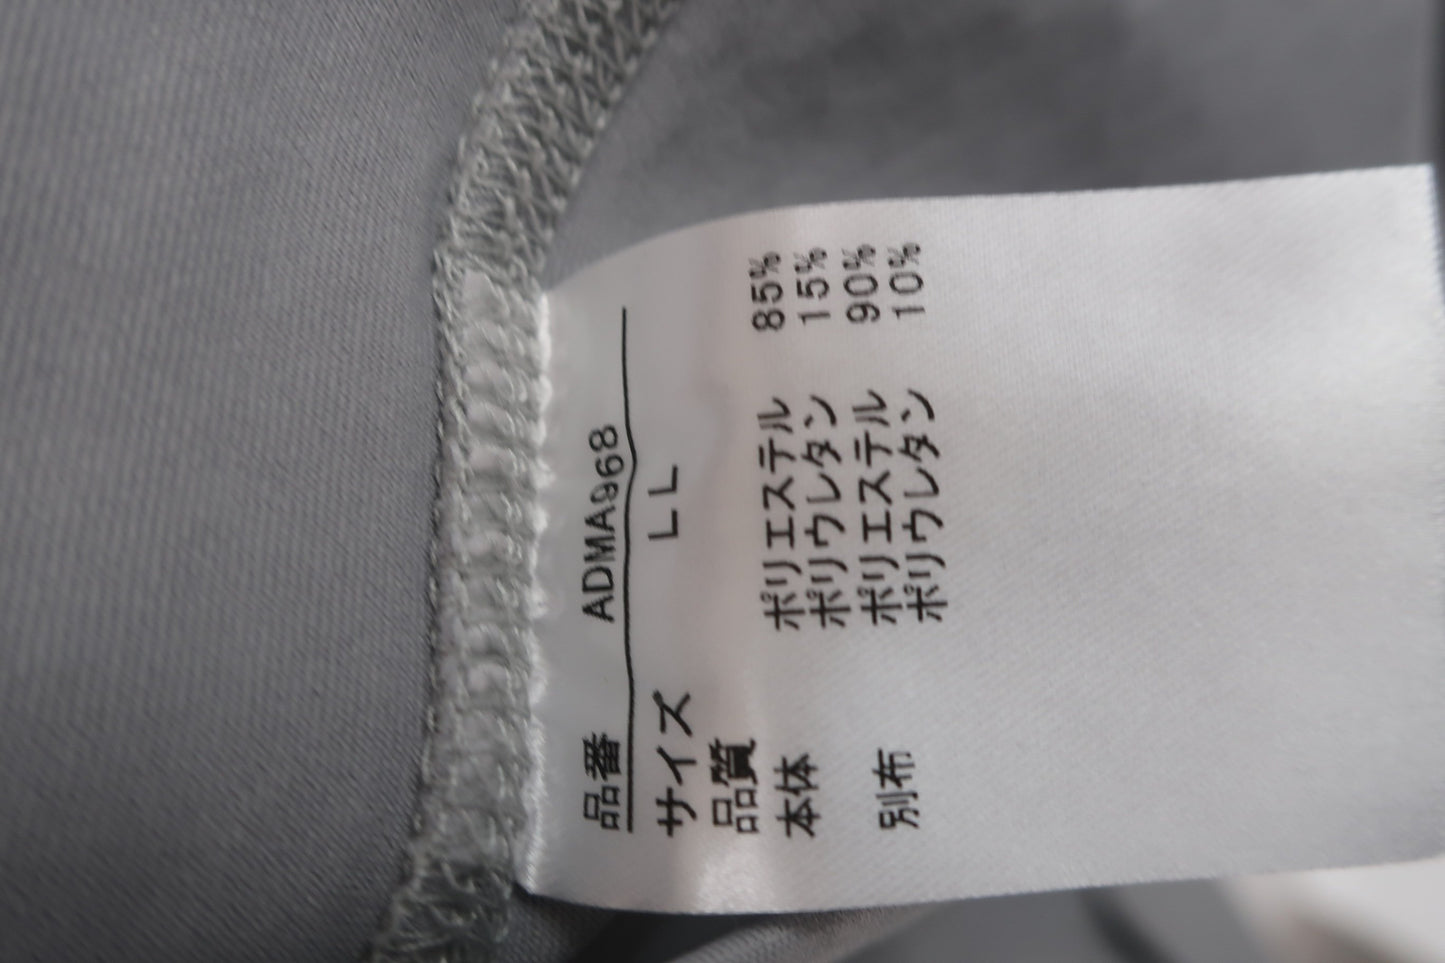 品番 ADMA968
サイズ LL
品質
本体 ポリエステル 85%
ポリウレタン 15%
別布 ポリエステル 90%
ポリウレタン 10%